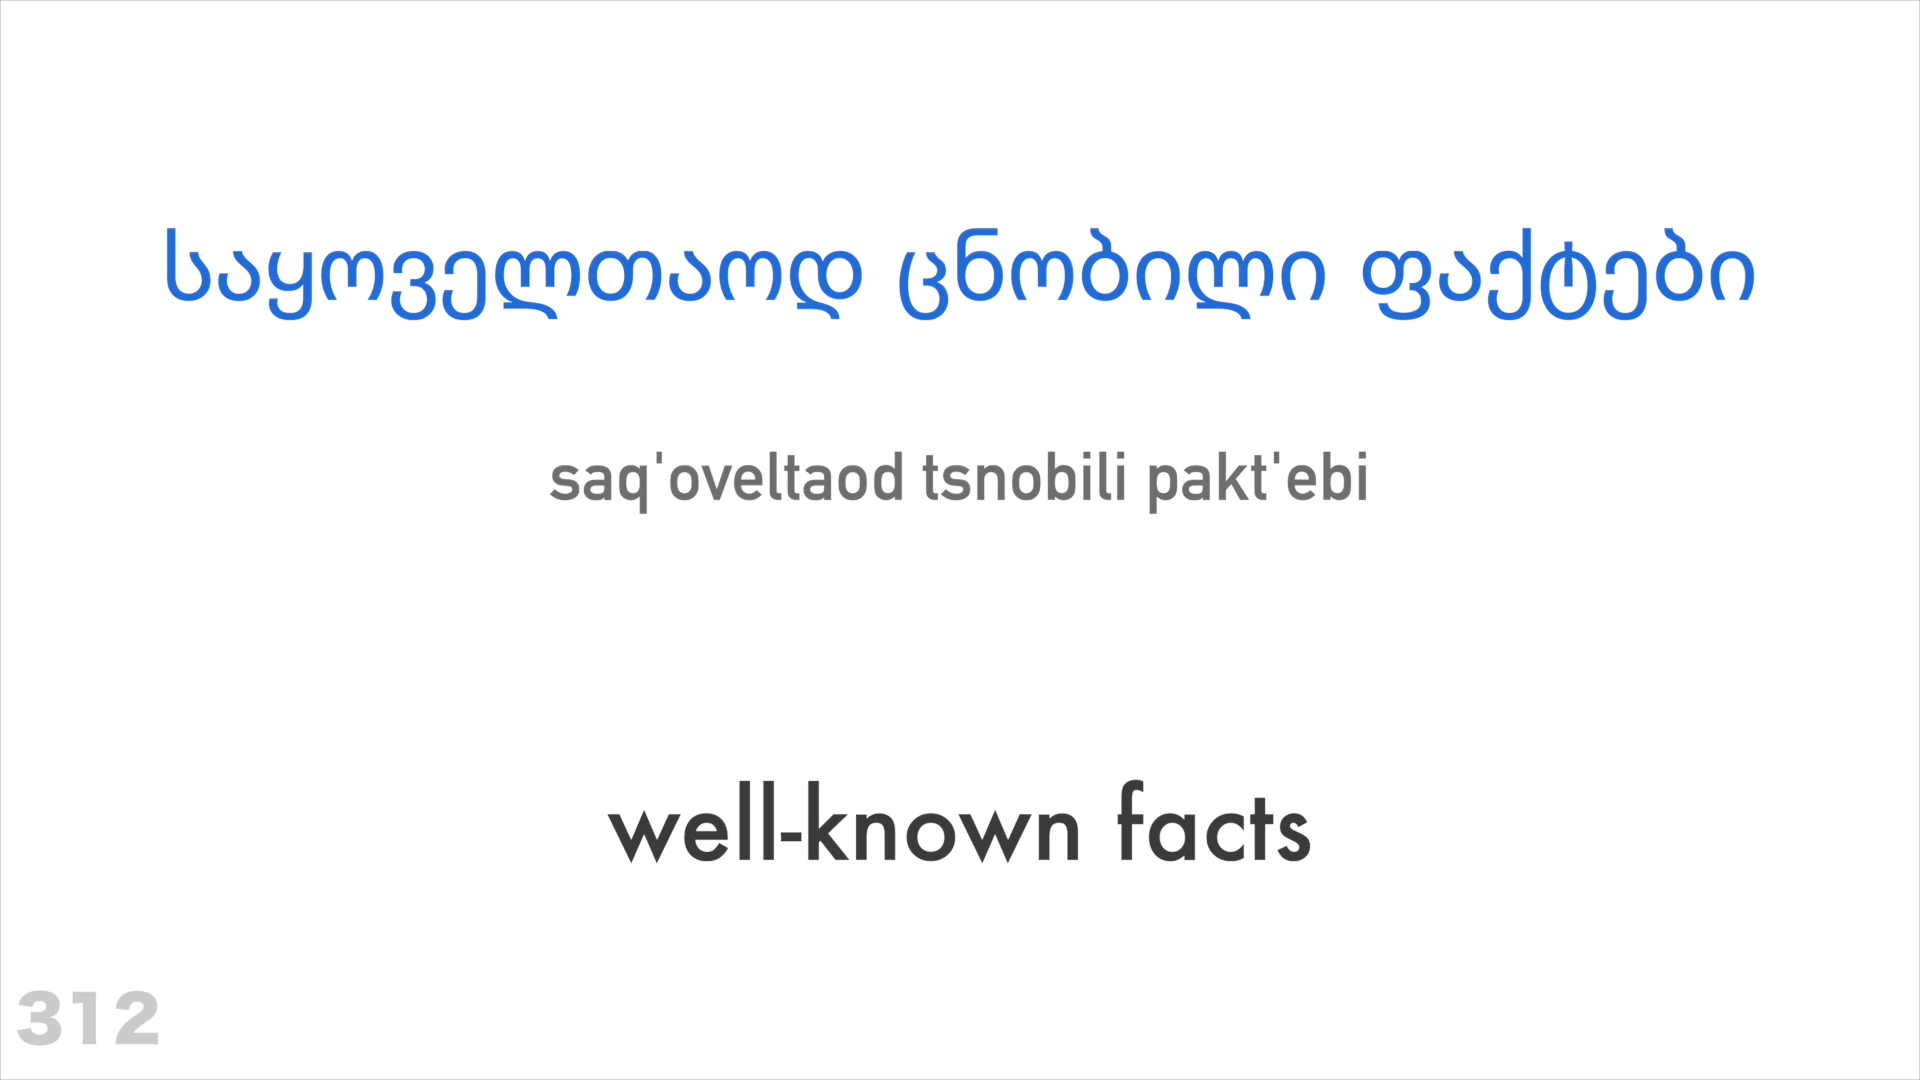 საყოველთაოდ ცნობილი ფაქტები
saq'oveltaod tsnobili pakt'ebi
well-known facts
312